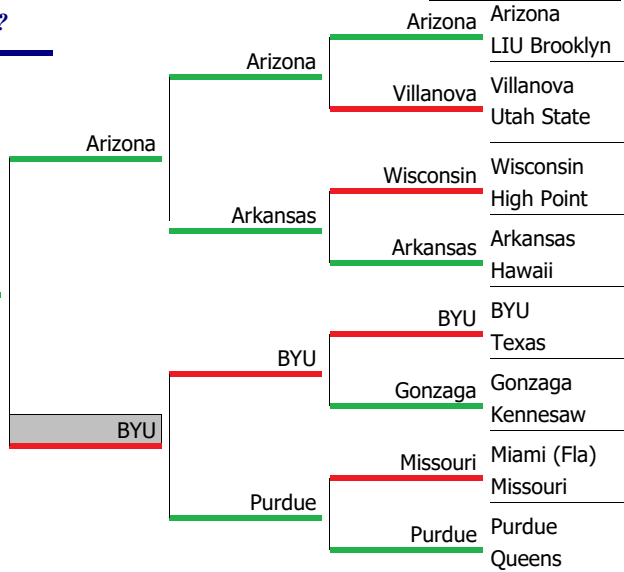 ?
Arizona
LIU Brooklyn
Villanova
Utah State
Wisconsin
High Point
Arkansas
Hawaii
BYU
Texas
Gonzaga
Kennesaw
Miami (Fla)
Missouri
Purdue
Queens
Arizona
Villanova
Wisconsin
Arkansas
BYU
Gonzaga
Missouri
Purdue
Arizona
Arkansas
BYU
Purdue
Arizona
BYU